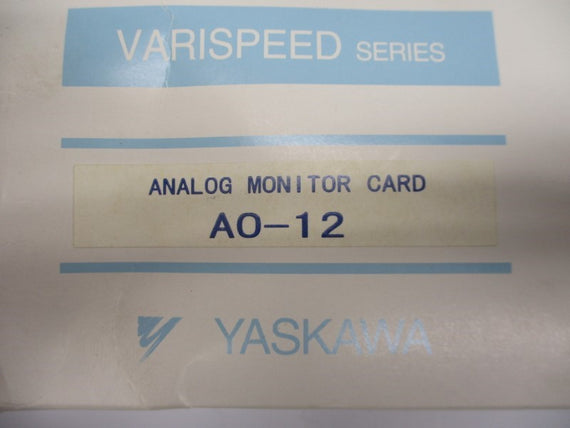 VARISPEED SERIES
ANALOG MONITOR CARD
AO-12
YASKAWA